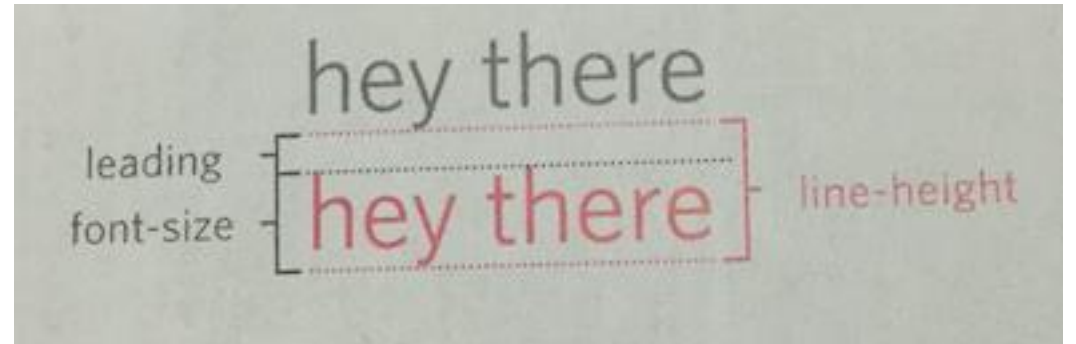 hey there
leading
hey there
line-height
font-size